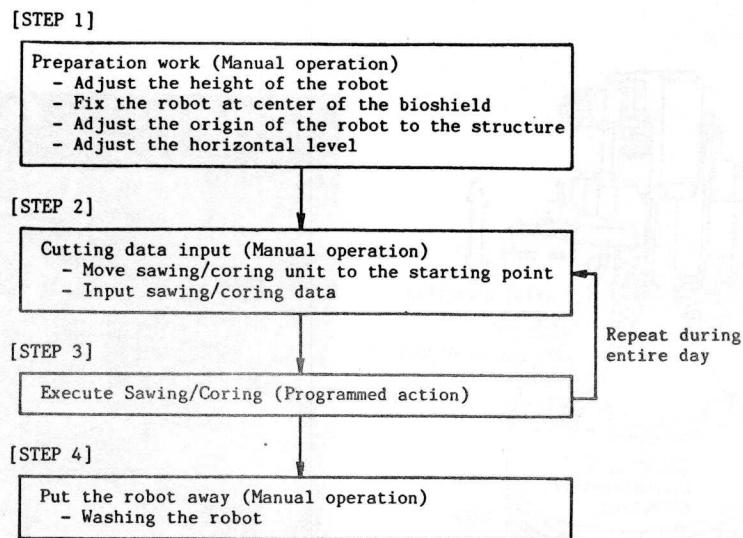 [STEP 1]
Preparation work (Manual operation)
- Adjust the height of the robot
- Fix the robot at center of the bioshield
- Adjust the origin of the robot to the structure
- Adjust the horizontal level
[STEP 2]
Cutting data input (Manual operation)
- Move sawing/coring unit to the starting point
- Input sawing/coring data
Repeat during
entire day
[STEP 3]
Execute Sawing/Coring (Programmed action)
[STEP 4]
Put the robot away (Manual operation)
- Washing the robot